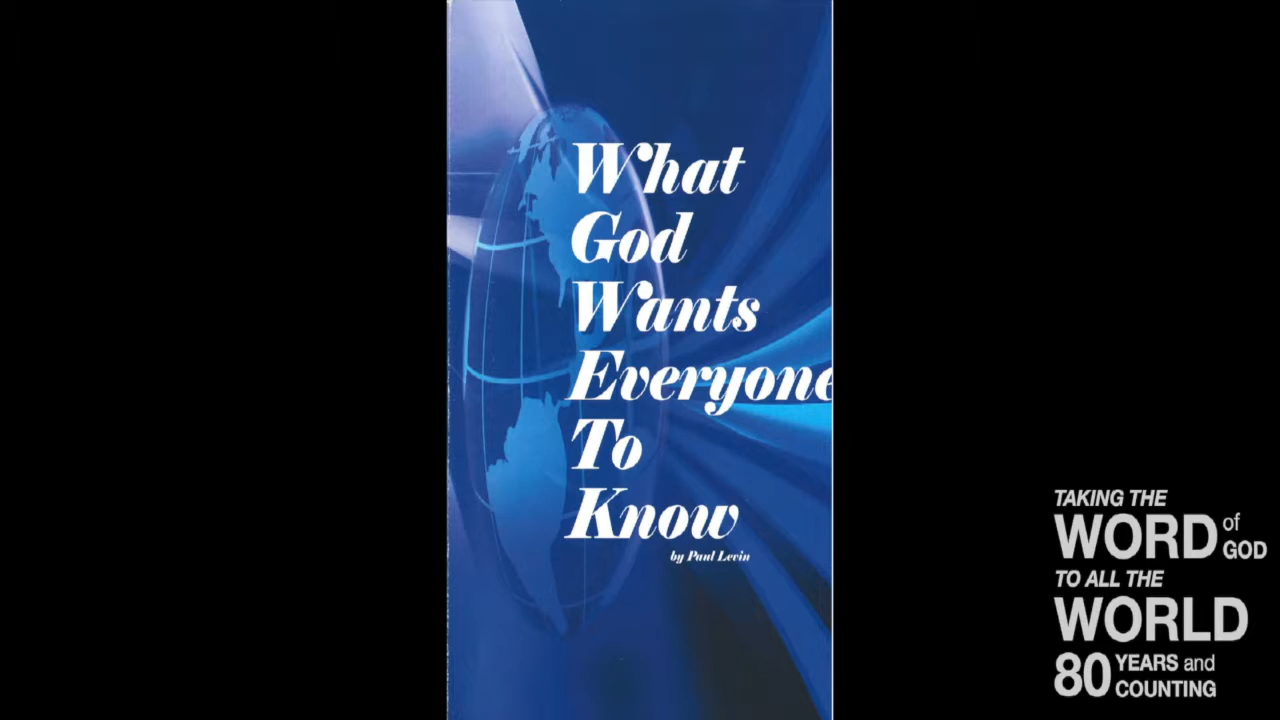 What
God
Wants
Everyone
To
Know
by Paul Levin
TAKING THE
WORD of
GOD
TO ALL THE
WORLD
80 YEARS and
COUNTING